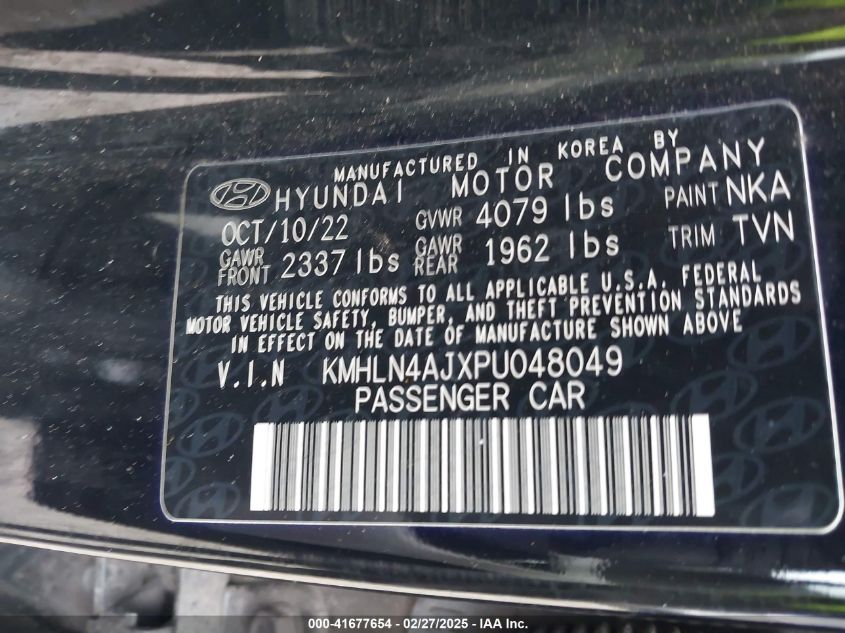 MANUFACTURED IN KOREA BY
HYUNDAI MOTOR COMPANY
OCT/10/22 GVWR 4079 lbs PAINT NKA
GAWR FRONT 2337 lbs GAWR REAR 1962 lbs TRIM TVN
THIS VEHICLE CONFORMS TO ALL APPLICABLE U.S.A. FEDERAL
MOTOR VEHICLE SAFETY, BUMPER, AND THEFT PREVENTION STANDARDS
IN EFFECT ON THE DATE OF MANUFACTURE SHOWN ABOVE
V.I.N KMHLN4AJXPU048049
PASSENGER CAR
000-41677654 - 02/27/2025 - IAA Inc.